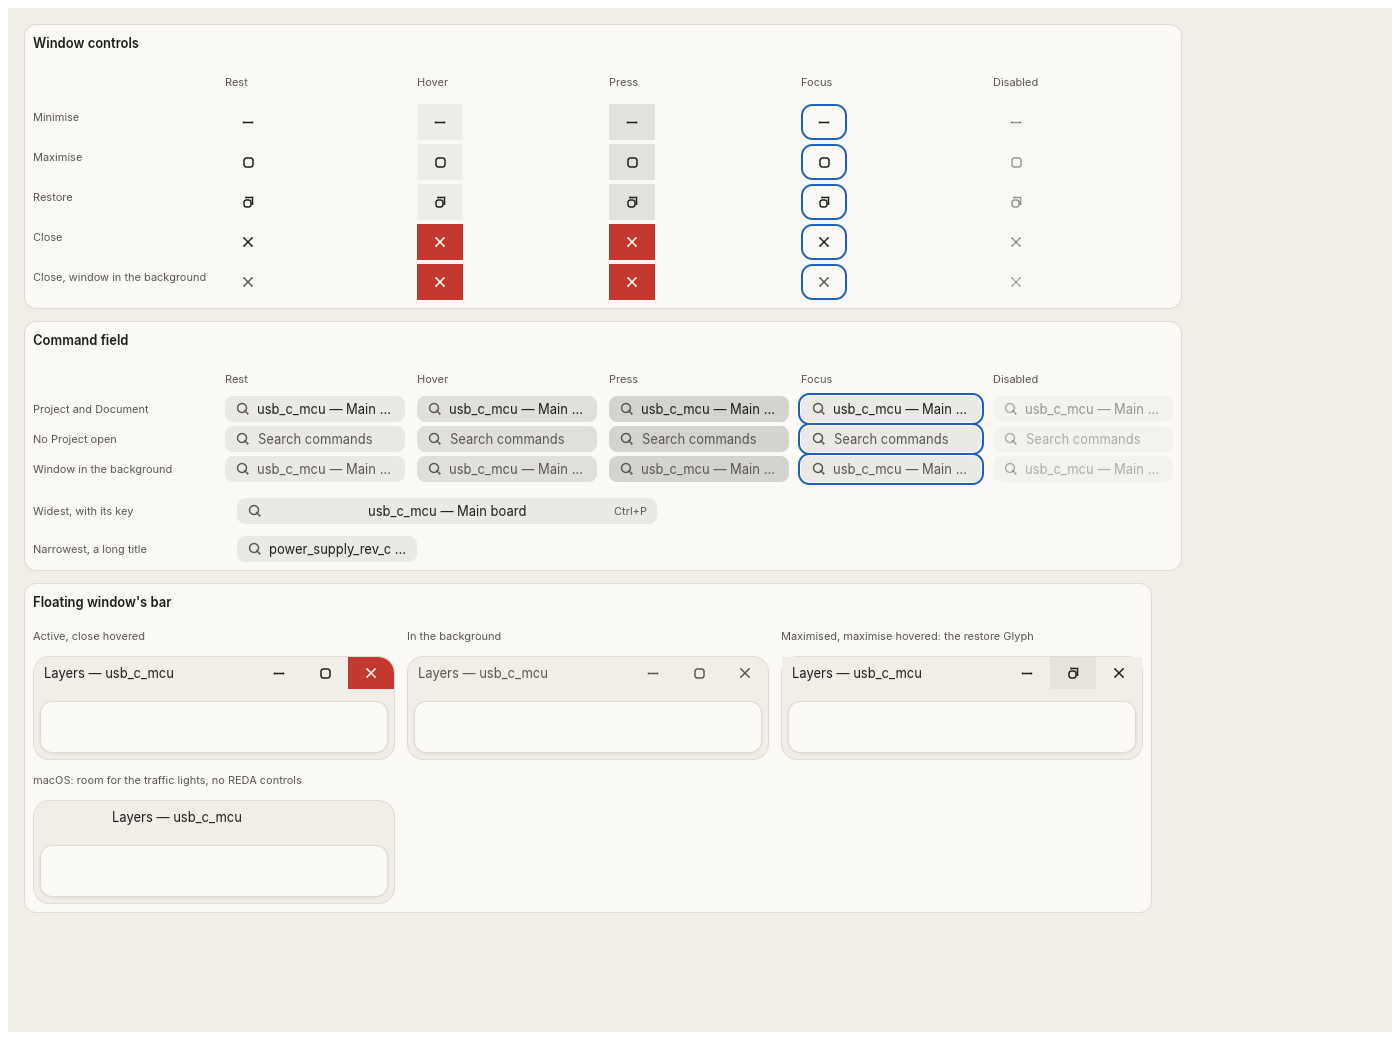 Window controls
Rest Hover Press Focus Disabled
Minimise
Maximise
Restore
Close
Close, window in the background
Command field
Rest Hover Press Focus Disabled
Project and Document usb_c_mcu — Main ... usb_c_mcu — Main ... usb_c_mcu — Main ... usb_c_mcu — Main ... usb_c_mcu — Main ...
No Project open Search commands Search commands Search commands Search commands Search commands
Window in the background usb_c_mcu — Main ... usb_c_mcu — Main ... usb_c_mcu — Main ... usb_c_mcu — Main ... usb_c_mcu — Main ...
Widest, with its key usb_c_mcu — Main board Ctrl+P
Narrowest, a long title power_supply_rev_c ...
Floating window's bar
Active, close hovered In the background Maximised, maximise hovered: the restore Glyph
Layers — usb_c_mcu Layers — usb_c_mcu Layers — usb_c_mcu
macOS: room for the traffic lights, no REDA controls
Layers — usb_c_mcu